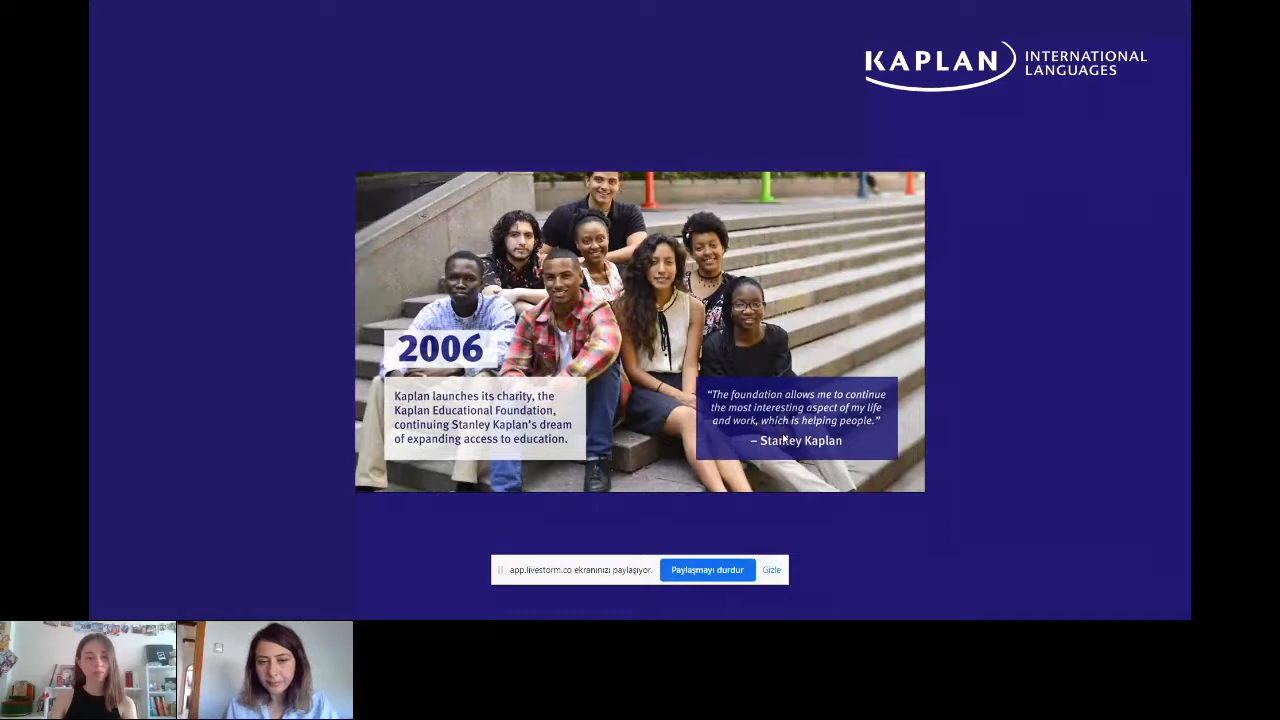 KAPLAN
INTERNATIONAL
LANGUAGES
2006
Kaplan launches its charity, the
Kaplan Educational Foundation,
continuing Stanley Kaplan's dream
of expanding access to education.
“The foundation allows me to continue
the most interesting aspect of my life
and work, which is helping people.”
– Stanley Kaplan
app.livestorm.co ekranınızı paylaşıyor.
Paylaşmayı durdur
Gizle